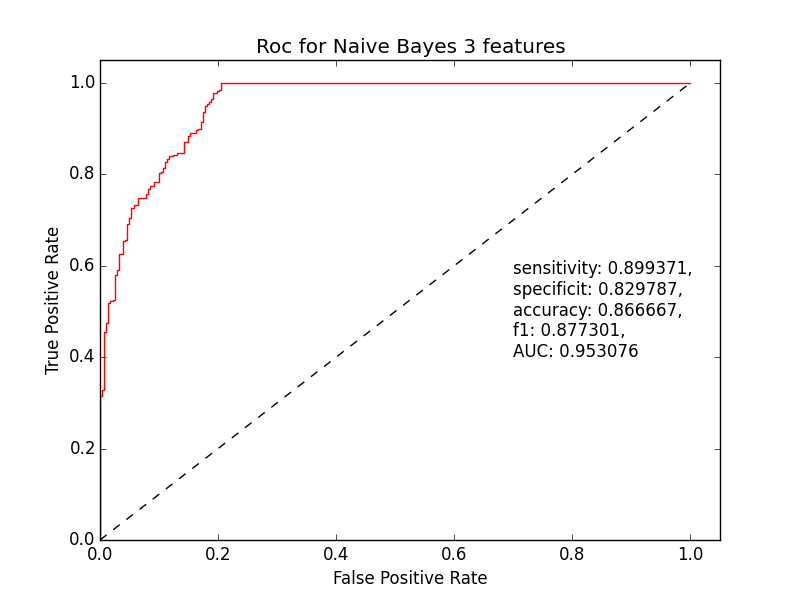 Roc for Naive Bayes 3 features
1.0
0.8
0.6
0.4
0.2
0.0
True Positive Rate
sensitivity: 0.899371,
specificit: 0.829787,
accuracy: 0.866667,
f1: 0.877301,
AUC: 0.953076
0.0 0.2 0.4 0.6 0.8 1.0
False Positive Rate